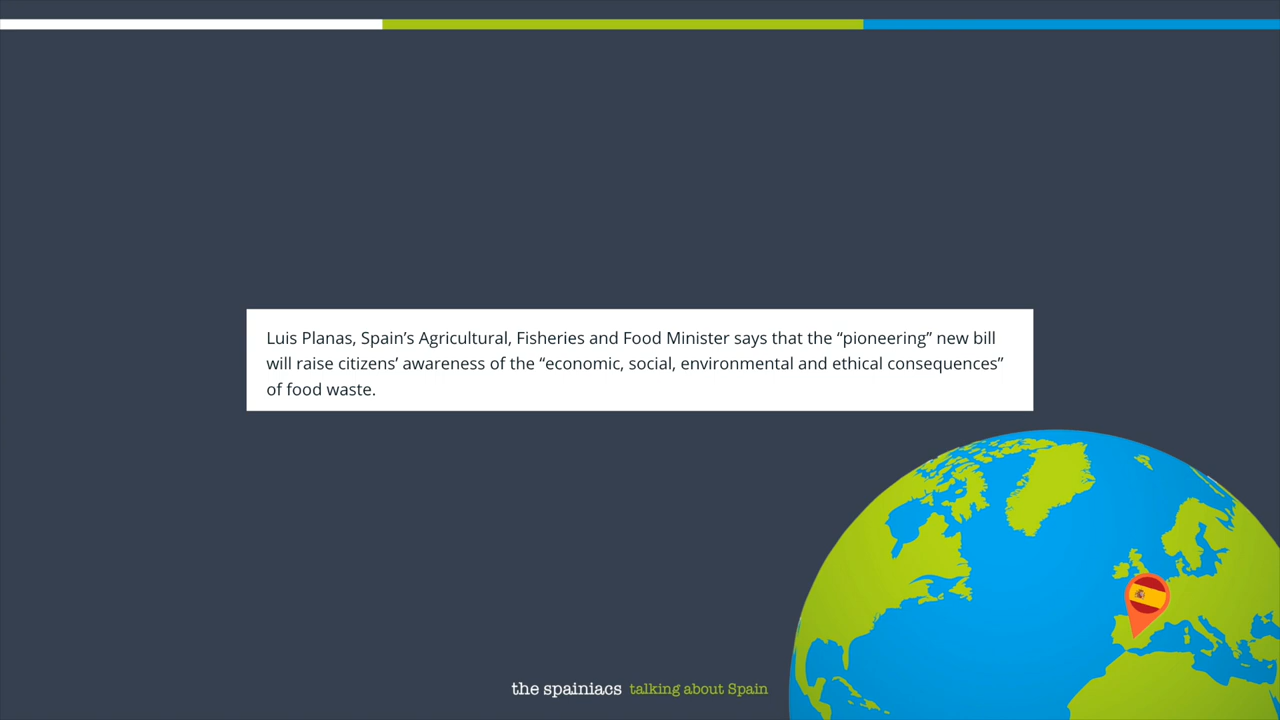 Luis Planas, Spain’s Agricultural, Fisheries and Food Minister says that the “pioneering” new bill
will raise citizens’ awareness of the “economic, social, environmental and ethical consequences”
of food waste.
the spainiacs talking about Spain